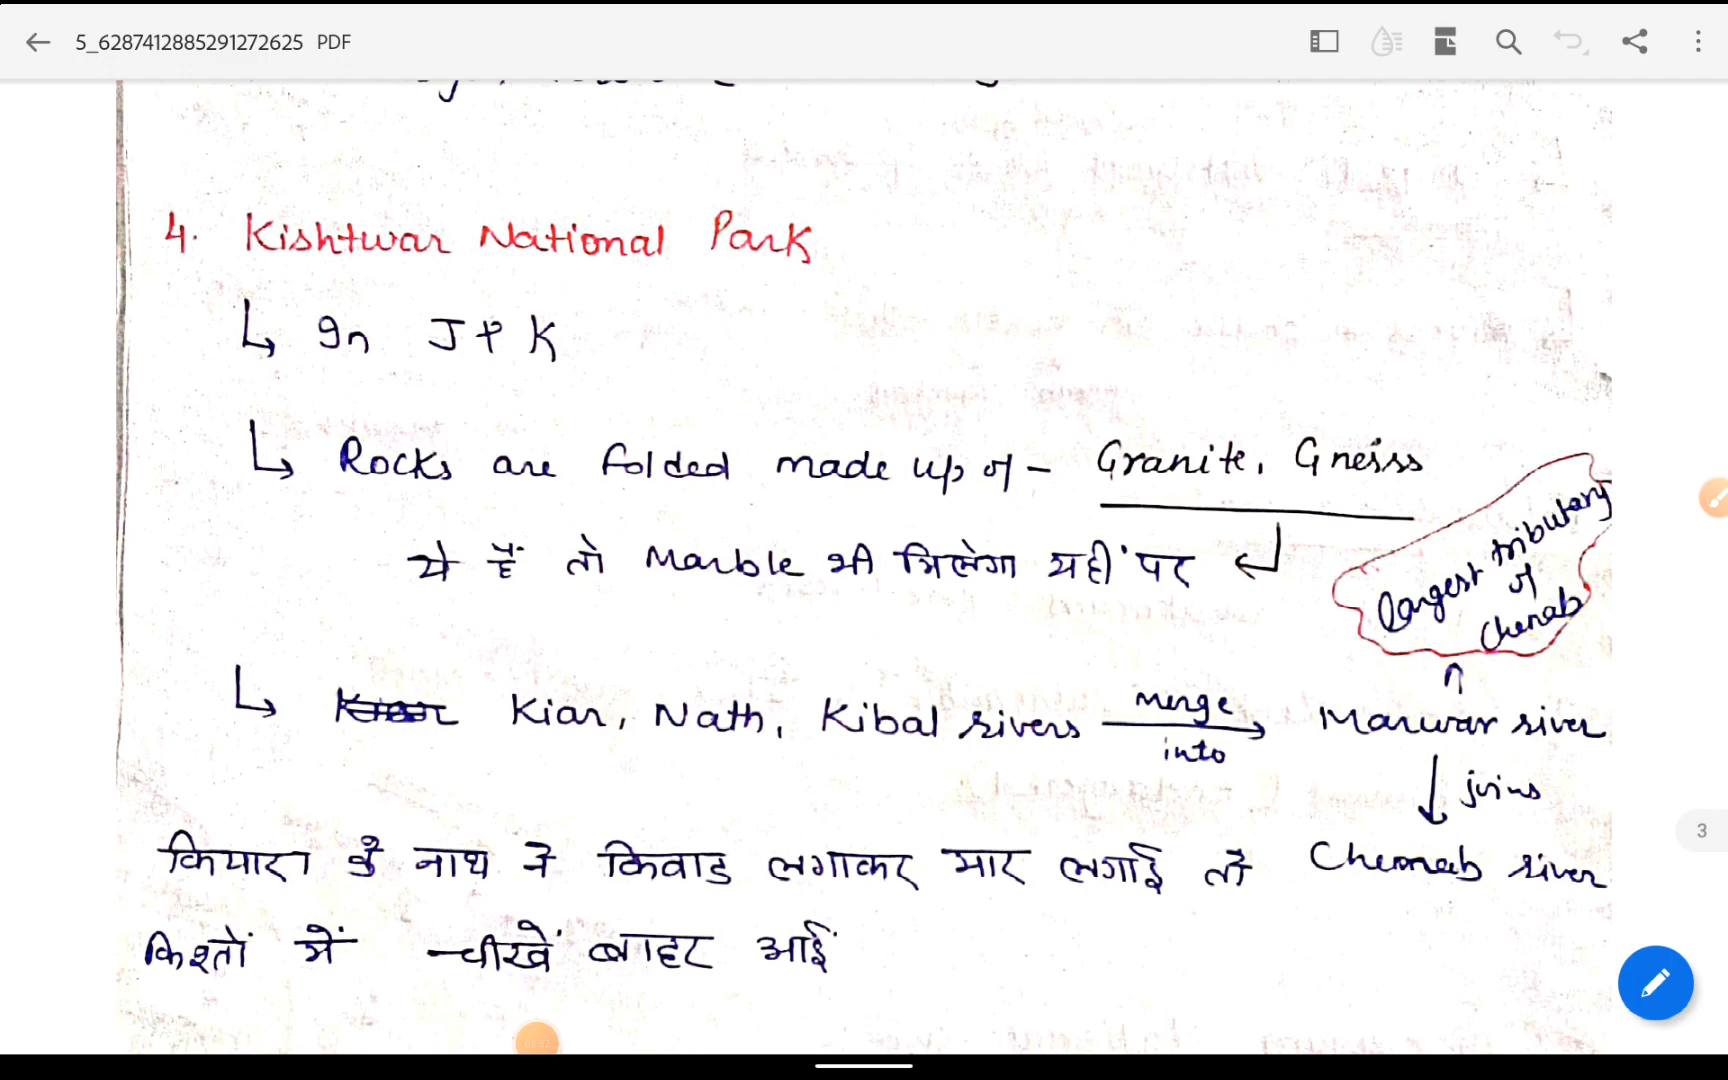 5_6287412885291272625 PDF
4. Kishtwar National Park
↳ In J & K
↳ Rocks are folded made up of – Granite, Gneiss
ये हैं तो Marble भी मिलेगा यहीं पर ↵
largest tributary of Chenab
↳ Kiar, Nath, Kibal rivers merge into → Marwar river
↓ joins
कियारा के नाथ ने किवाड लगाकर मार लगाई तो Chenab river
किश्तों में चीखें बाहर आईं
3